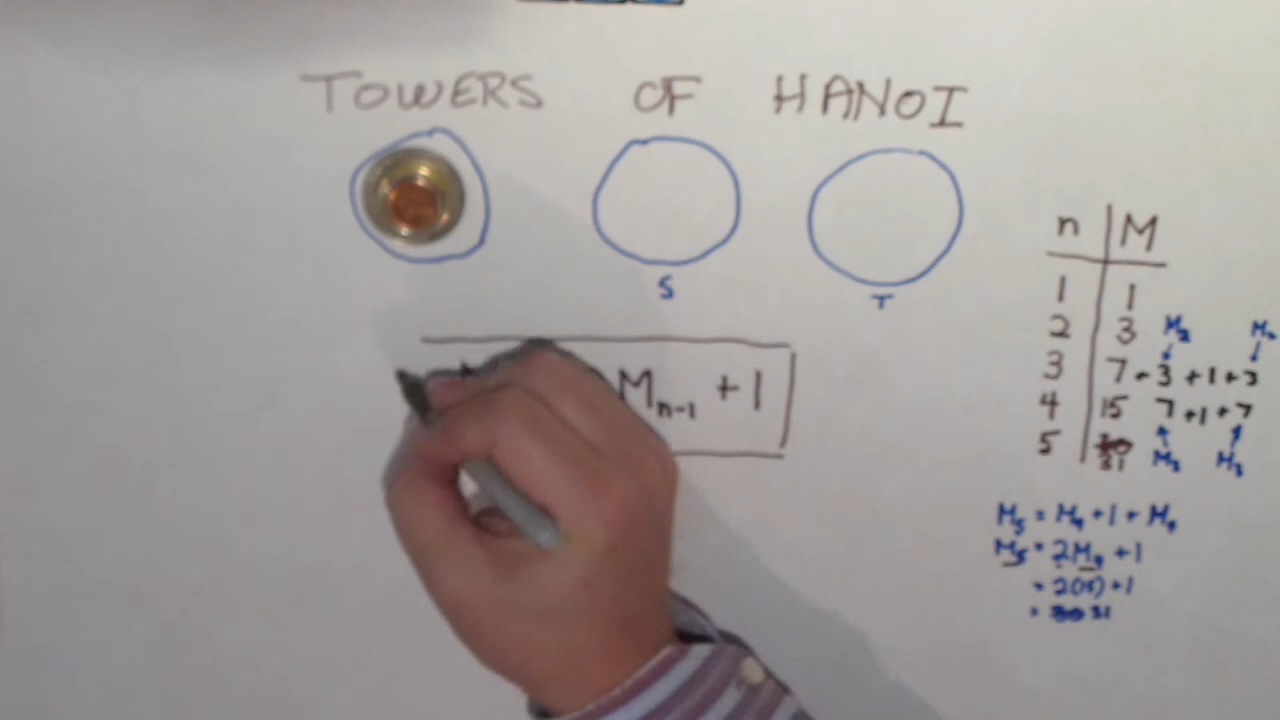 TOWERS OF HANOI
S T
n M
1 1
2 3 M₂
3 7 - 3 + 1 + 3
4 15 7 + 1 + 7
5 31 M₃ M₃
Mₙ₋₁ + 1
M₅ = M₄ + 1 + M₄
M₅ = 2M₄ + 1
= 2(15) + 1
= 31